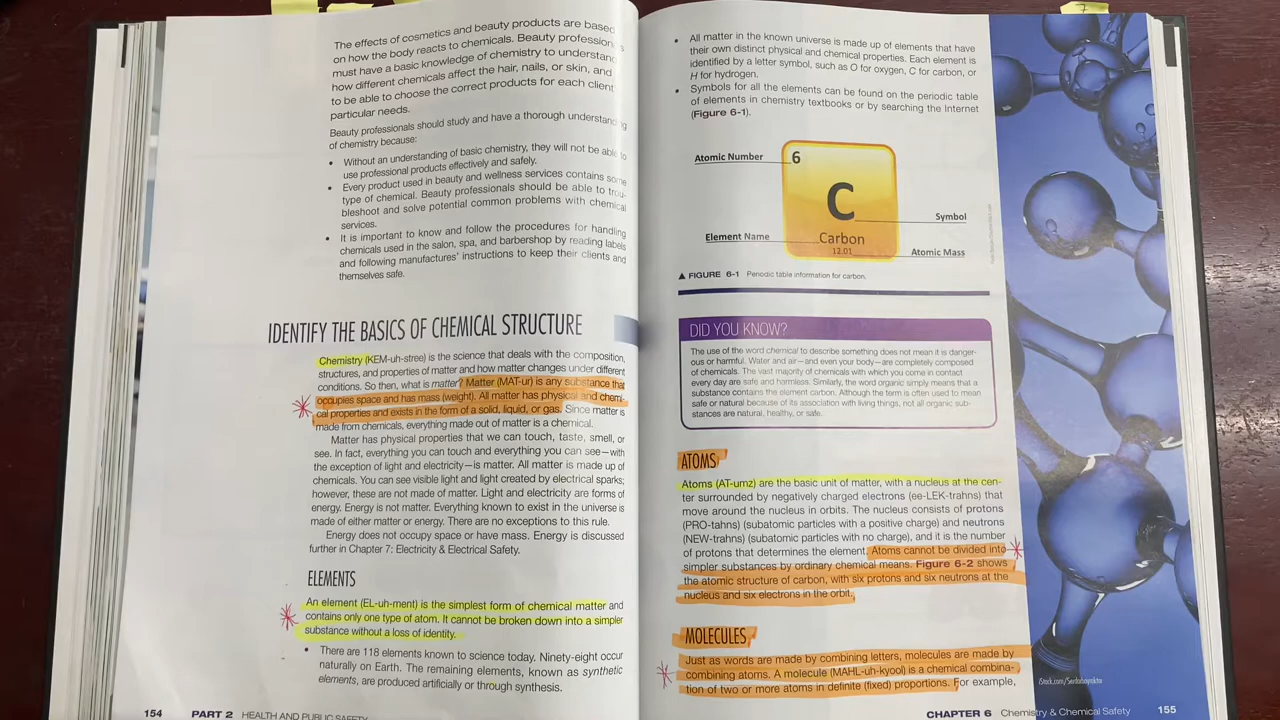 The effects of cosmetics and beauty products are based
on how the body reacts to chemicals. Beauty profession
must have a basic knowledge of chemistry to understand
how different chemicals affect the hair, nails, or skin, and
to be able to choose the correct products for each client
particular needs.
Beauty professionals should study and have a thorough understanding
of chemistry because:
• Without an understanding of basic chemistry, they will not be able to
use professional products effectively and safely.
• Every product used in beauty and wellness services contains some
type of chemical. Beauty professionals should be able to trou-
bleshoot and solve potential common problems with chemical
services.
• It is important to know and follow the procedures for handling
chemicals used in the salon, spa, and barbershop by reading labels
and following manufactures' instructions to keep their clients and
themselves safe.
IDENTIFY THE BASICS OF CHEMICAL STRUCTURE
Chemistry (KEM-uh-stree) is the science that deals with the composition,
structures, and properties of matter and how matter changes under different
conditions. So then, what is matter? Matter (MAT-ur) is any substance that
occupies space and has mass (weight). All matter has physical and chemi-
cal properties and exists in the form of a solid, liquid, or gas. Since matter is
made from chemicals, everything made out of matter is a chemical.
Matter has physical properties that we can touch, taste, smell, or
see. In fact, everything you can touch and everything you can see—with
the exception of light and electricity—is matter. All matter is made up of
chemicals. You can see visible light and light created by electrical sparks;
however, these are not made of matter. Light and electricity are forms of
energy. Energy is not matter. Everything known to exist in the universe is
made of either matter or energy. There are no exceptions to this rule.
Energy does not occupy space or have mass. Energy is discussed
further in Chapter 7: Electricity & Electrical Safety.
ELEMENTS
An element (EL-uh-ment) is the simplest form of chemical matter and
contains only one type of atom. It cannot be broken down into a simpler
substance without a loss of identity.
• There are 118 elements known to science today. Ninety-eight occur
naturally on Earth. The remaining elements, known as synthetic
elements, are produced artificially or through synthesis.
154 PART 2 HEALTH AND PUBLIC SAFETY
7
• All matter in the known universe is made up of elements that have
their own distinct physical and chemical properties. Each element is
identified by a letter symbol, such as O for oxygen, C for carbon, or
H for hydrogen.
• Symbols for all the elements can be found on the periodic table
of elements in chemistry textbooks or by searching the Internet
(Figure 6-1).
Atomic Number
6
C
Symbol
Element Name
Carbon
12.01
Atomic Mass
▲ FIGURE 6-1 Periodic table information for carbon.
DID YOU KNOW?
The use of the word chemical to describe something does not mean it is danger-
ous or harmful. Water and air—and even your body—are completely composed
of chemicals. The vast majority of chemicals with which you come in contact
every day are safe and harmless. Similarly, the word organic simply means that a
substance contains the element carbon. Although the term is often used to mean
safe or natural because of its association with living things, not all organic sub-
stances are natural, healthy, or safe.
ATOMS
Atoms (AT-umz) are the basic unit of matter, with a nucleus at the cen-
ter surrounded by negatively charged electrons (ee-LEK-trahns) that
move around the nucleus in orbits. The nucleus consists of protons
(PRO-tahns) (subatomic particles with a positive charge) and neutrons
(NEW-trahns) (subatomic particles with no charge), and it is the number
of protons that determines the element. Atoms cannot be divided into
simpler substances by ordinary chemical means. Figure 6-2 shows
the atomic structure of carbon, with six protons and six neutrons at the
nucleus and six electrons in the orbit.
MOLECULES
Just as words are made by combining letters, molecules are made by
combining atoms. A molecule (MAHL-uh-kyool) is a chemical combina-
tion of two or more atoms in definite (fixed) proportions. For example,
CHAPTER 6 Chemistry & Chemical Safety 155